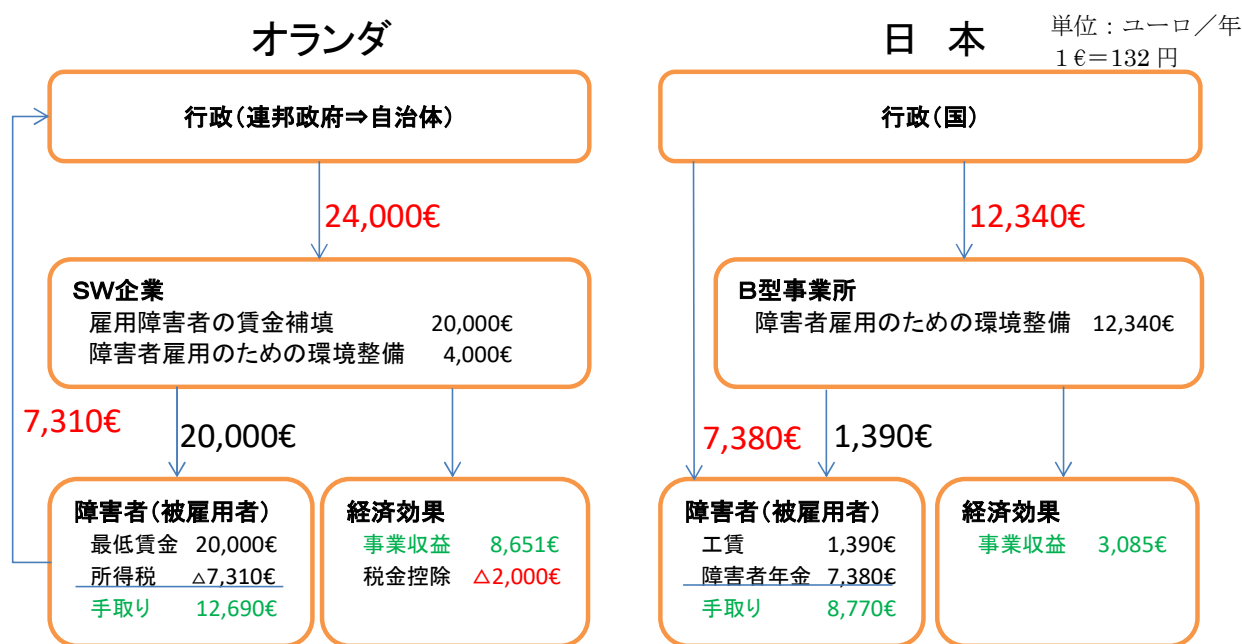 オランダ
行政(連邦政府⇒自治体)
24,000€
SW企業
雇用障害者の賃金補填 20,000€
障害者雇用のための環境整備 4,000€
7,310€
20,000€
障害者(被雇用者)
最低賃金 20,000€
所得税 △7,310€
手取り 12,690€
経済効果
事業収益 8,651€
税金控除 △2,000€
日 本
単位：ユーロ／年
1€＝132 円
行政(国)
12,340€
B型事業所
障害者雇用のための環境整備 12,340€
7,380€
1,390€
障害者(被雇用者)
工賃 1,390€
障害者年金 7,380€
手取り 8,770€
経済効果
事業収益 3,085€